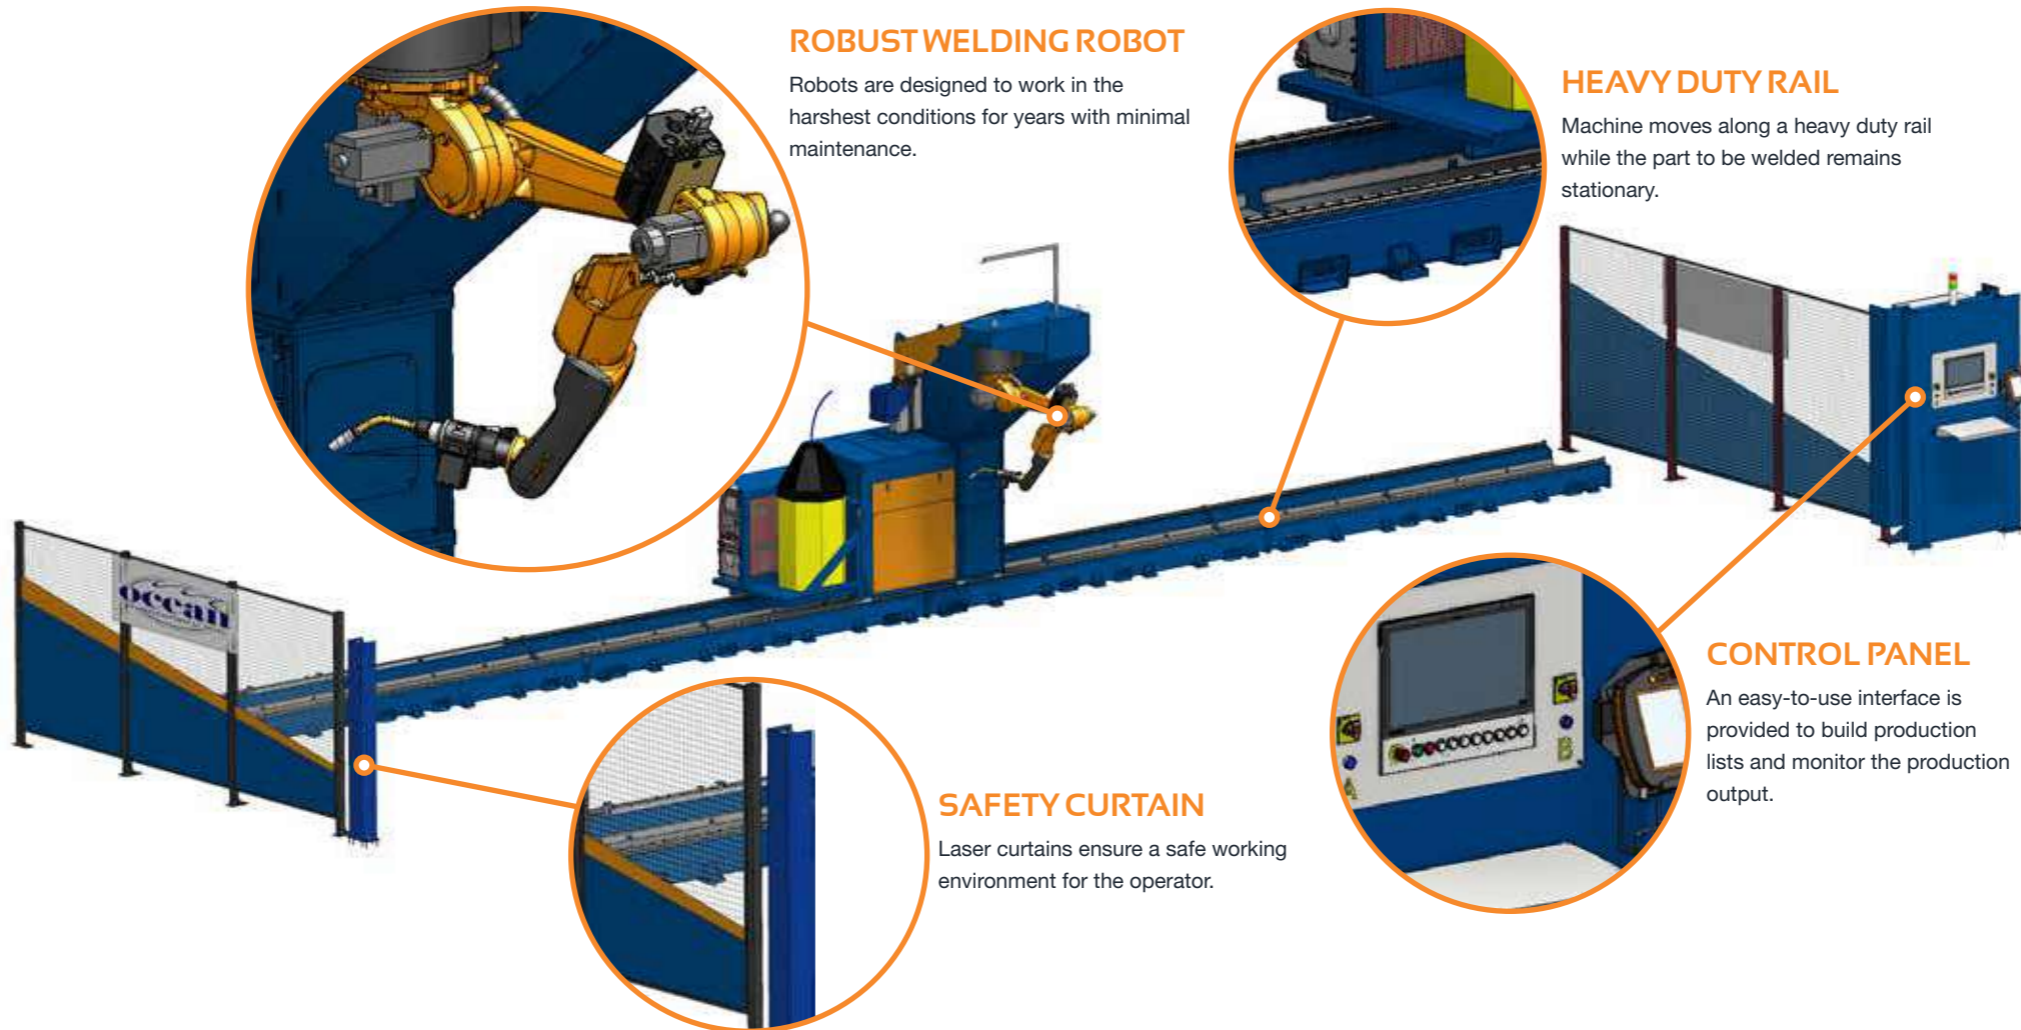 ROBUST WELDING ROBOT
Robots are designed to work in the
harshest conditions for years with minimal
maintenance.
HEAVY DUTY RAIL
Machine moves along a heavy duty rail
while the part to be welded remains
stationary.
ocean
CONTROL PANEL
An easy-to-use interface is
provided to build production
lists and monitor the production
output.
A
B
SAFETY CURTAIN
Laser curtains ensure a safe working
environment for the operator.